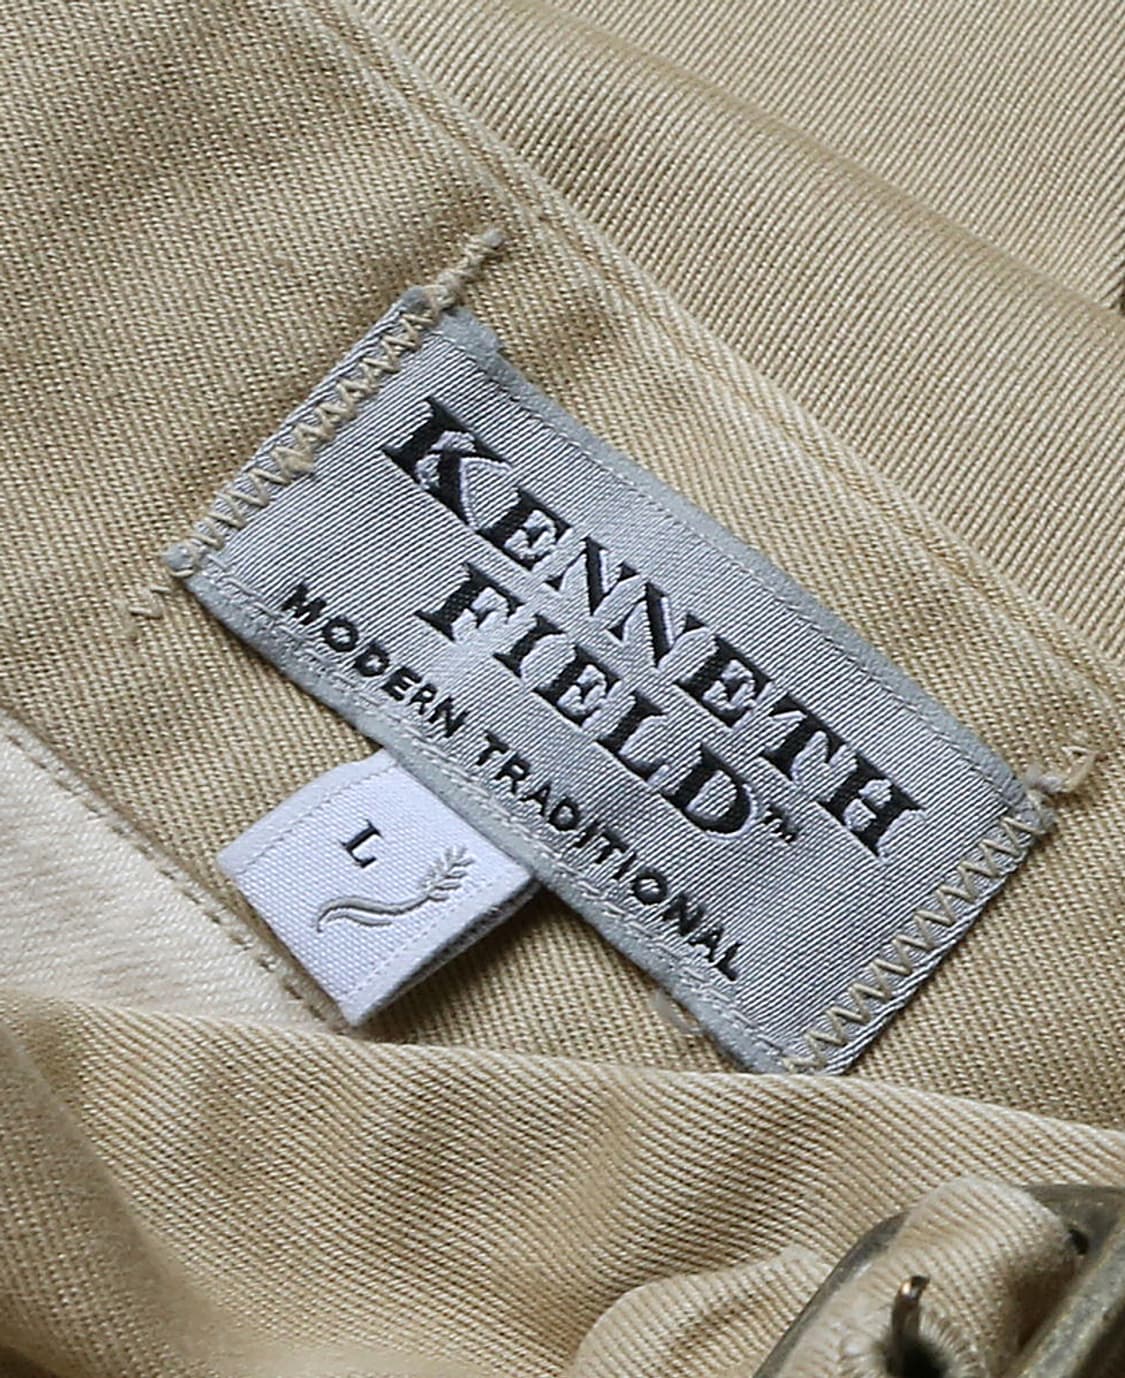 KENNETH
FIELD™
MODERN TRADITIONAL
L